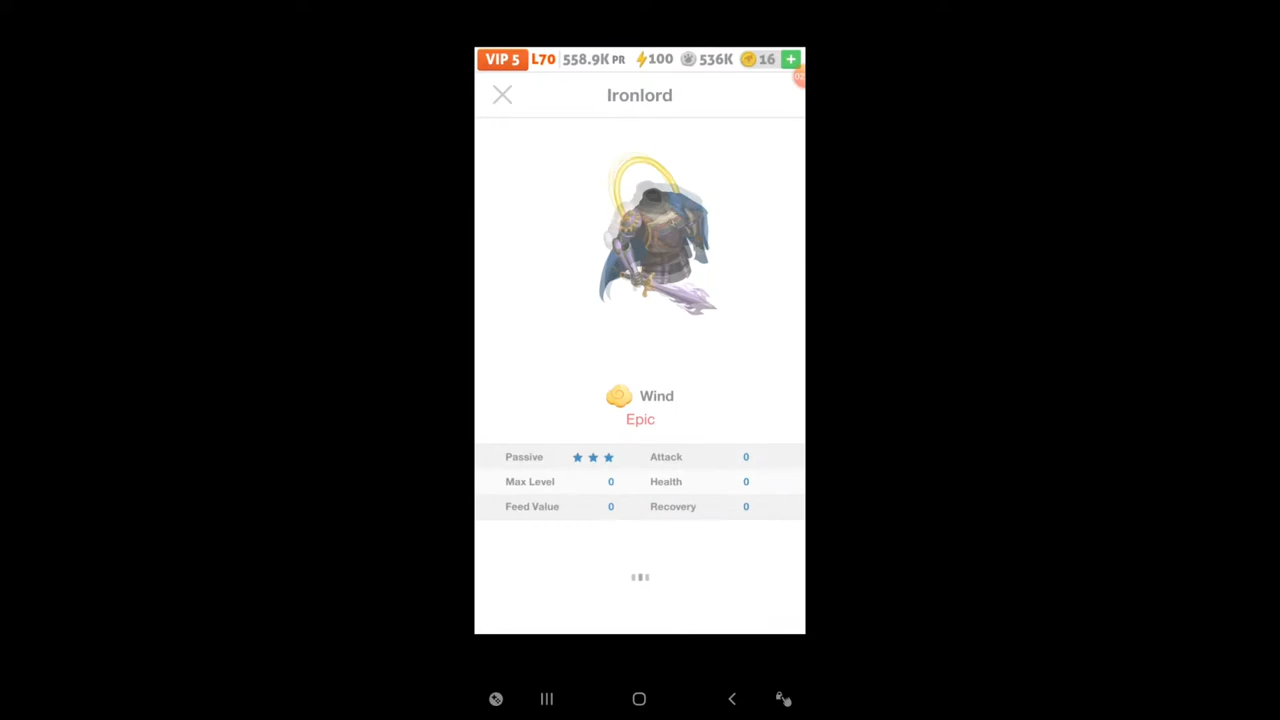 VIP 5 L70 558.9K PR 100 536K 16 +
Ironlord
Wind
Epic
Passive Attack 0
Max Level 0 Health 0
Feed Value 0 Recovery 0